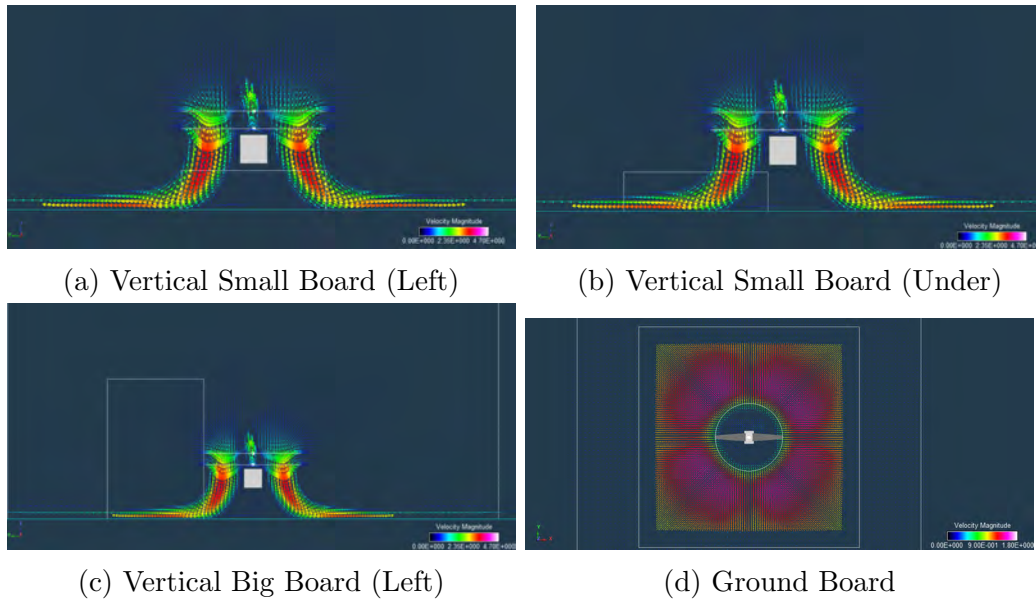 Velocity Magnitude
0.00E+000 2.35E+000 4.70E+000
Velocity Magnitude
0.00E+000 2.35E+000 4.70E+000
(a) Vertical Small Board (Left)
(b) Vertical Small Board (Under)
Velocity Magnitude
0.00E+000 2.35E+000 4.70E+000
Velocity Magnitude
0.00E+000 9.00E-001 1.80E+000
(c) Vertical Big Board (Left)
(d) Ground Board